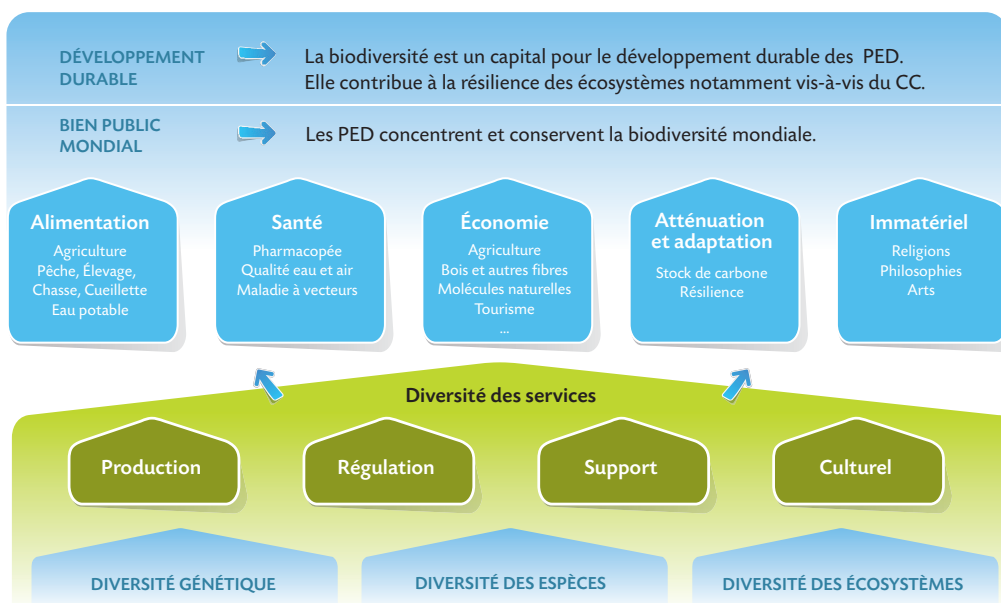 DÉVELOPPEMENT
DURABLE
La biodiversité est un capital pour le développement durable des PED.
Elle contribue à la résilience des écosystèmes notamment vis-à-vis du CC.
BIEN PUBLIC
MONDIAL
Les PED concentrent et conservent la biodiversité mondiale.
Alimentation
Agriculture
Pêche, Élevage,
Chasse, Cueillette
Eau potable
Santé
Pharmacopée
Qualité eau et air
Maladie à vecteurs
Économie
Agriculture
Bois et autres fibres
Molécules naturelles
Tourisme
...
Atténuation
et adaptation
Stock de carbone
Résilience
Immatériel
Religions
Philosophies
Arts
Diversité des services
Production
Régulation
Support
Culturel
DIVERSITÉ GÉNÉTIQUE
DIVERSITÉ DES ESPÈCES
DIVERSITÉ DES ÉCOSYSTÈMES